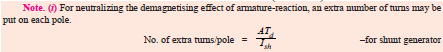 Note. (i) For neutralizing the demagnetising effect of armature-reaction, an extra number of turns may be
put on each pole.
No. of extra turns/pole = AT_d / I_sh –for shunt generator